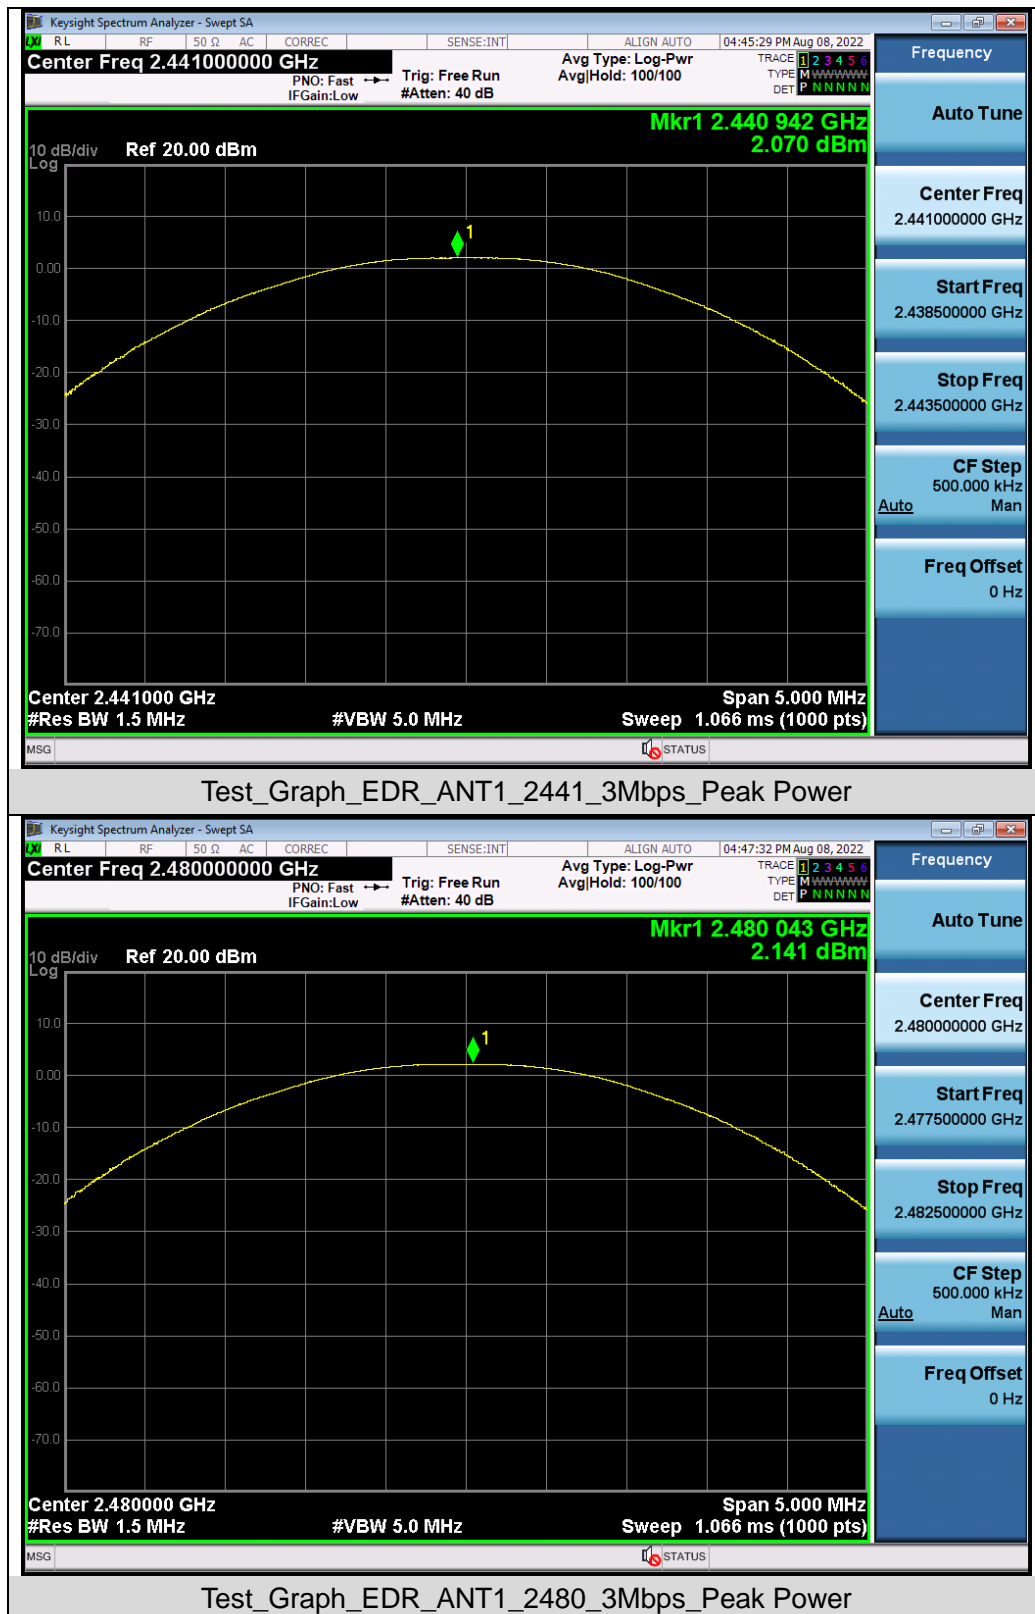 Keysight Spectrum Analyzer - Swept SA
LXI RL RF 50 Ω AC CORREC SENSE:INT ALIGN AUTO 04:45:29 PM Aug 08, 2022
Center Freq 2.441000000 GHz
PNO: Fast
IFGain:Low
Trig: Free Run
#Atten: 40 dB
Avg Type: Log-Pwr
Avg|Hold: 100/100
TRACE 1 2 3 4 5 6
TYPE M WWWWW
DET P N N N N N
Mkr1 2.440 942 GHz
2.070 dBm
10 dB/div Ref 20.00 dBm
Log
10.0
1
0.00
-10.0
-20.0
-30.0
-40.0
-50.0
-60.0
-70.0
Center 2.441000 GHz Span 5.000 MHz
#Res BW 1.5 MHz #VBW 5.0 MHz Sweep 1.066 ms (1000 pts)
MSG STATUS
Frequency
Auto Tune
Center Freq
2.441000000 GHz
Start Freq
2.438500000 GHz
Stop Freq
2.443500000 GHz
CF Step
500.000 kHz
Auto Man
Freq Offset
0 Hz
Test_Graph_EDR_ANT1_2441_3Mbps_Peak Power
Keysight Spectrum Analyzer - Swept SA
LXI RL RF 50 Ω AC CORREC SENSE:INT ALIGN AUTO 04:47:32 PM Aug 08, 2022
Center Freq 2.480000000 GHz
PNO: Fast
IFGain:Low
Trig: Free Run
#Atten: 40 dB
Avg Type: Log-Pwr
Avg|Hold: 100/100
TRACE 1 2 3 4 5 6
TYPE M WWWWW
DET P N N N N N
Mkr1 2.480 043 GHz
2.141 dBm
10 dB/div Ref 20.00 dBm
Log
10.0
1
0.00
-10.0
-20.0
-30.0
-40.0
-50.0
-60.0
-70.0
Center 2.480000 GHz Span 5.000 MHz
#Res BW 1.5 MHz #VBW 5.0 MHz Sweep 1.066 ms (1000 pts)
MSG STATUS
Frequency
Auto Tune
Center Freq
2.480000000 GHz
Start Freq
2.477500000 GHz
Stop Freq
2.482500000 GHz
CF Step
500.000 kHz
Auto Man
Freq Offset
0 Hz
Test_Graph_EDR_ANT1_2480_3Mbps_Peak Power